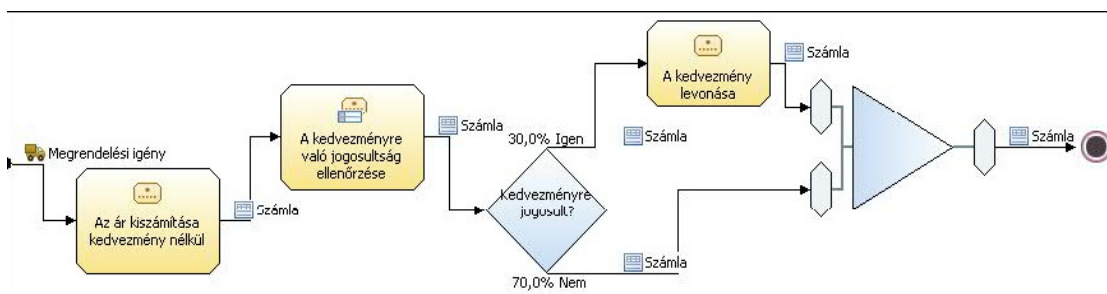 Megrendelési igény
Az ár kiszámítása
kedvezmény nélkül
Számla
A kedvezményre
való jogosultság
ellenőrzése
Számla
30,0% Igen
Számla
Kedvezményre
jogosult?
70,0% Nem
Számla
A kedvezmény
levonása
Számla
Számla